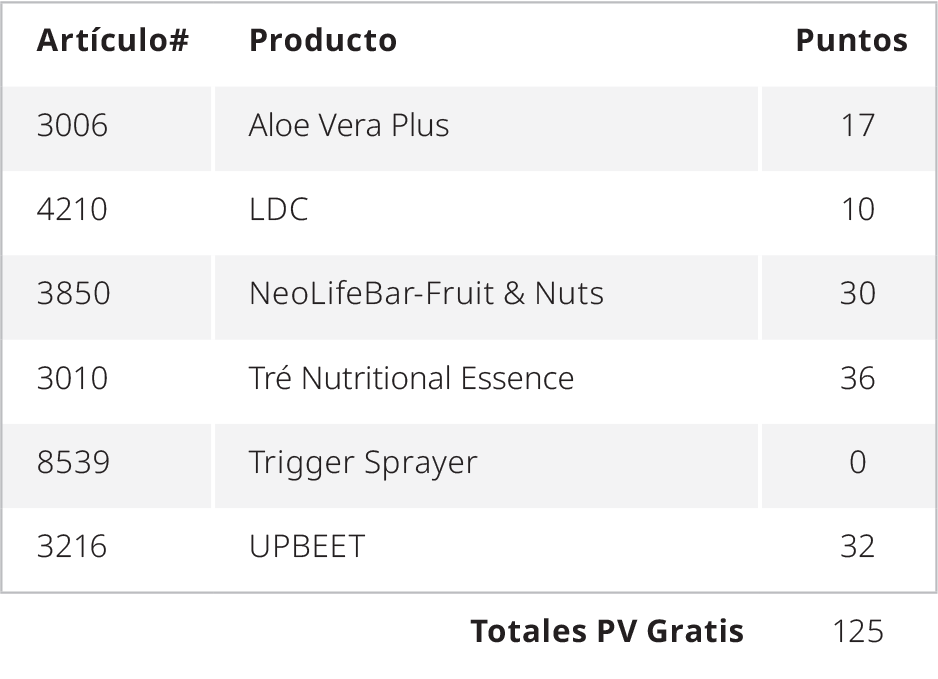 Artículo# Producto Puntos
3006 Aloe Vera Plus 17
4210 LDC 10
3850 NeoLifeBar-Fruit & Nuts 30
3010 Tré Nutritional Essence 36
8539 Trigger Sprayer 0
3216 UPBEET 32
Totales PV Gratis 125